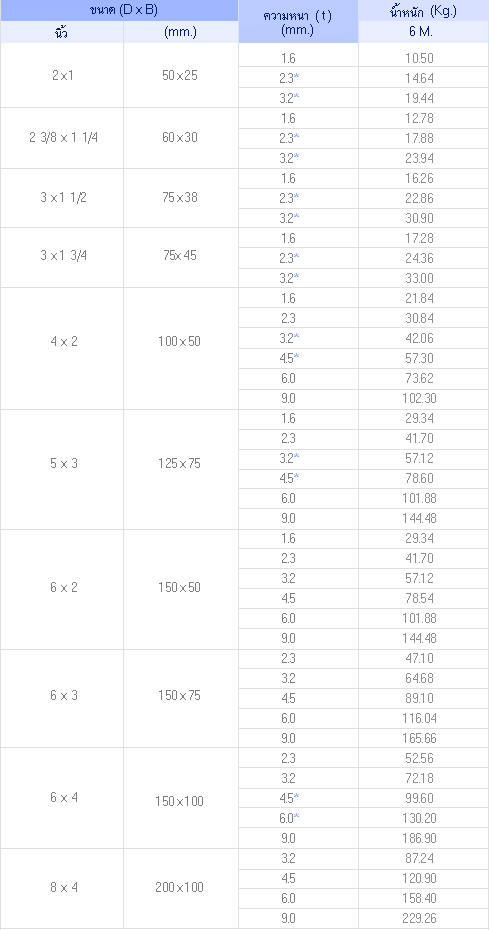 ขนาด (D x B) ความหนา ( t ) น้ำหนัก (Kg.)
นิ้ว (mm.) (mm.) 6 M.
2 x 1 50 x 25 1.6 10.50
2.3* 14.64
3.2* 19.44
2 3/8 x 1 1/4 60 x 30 1.6 12.78
2.3* 17.88
3.2* 23.94
3 x 1 1/2 75 x 38 1.6 16.26
2.3* 22.86
3.2* 30.90
3 x 1 3/4 75 x 45 1.6 17.28
2.3* 24.36
3.2* 33.00
4 x 2 100 x 50 1.6 21.84
2.3 30.84
3.2* 42.06
4.5* 57.30
6.0 73.62
9.0 102.30
5 x 3 125 x 75 1.6 29.34
2.3 41.70
3.2* 57.12
4.5* 78.60
6.0 101.88
9.0 144.48
6 x 2 150 x 50 1.6 29.34
2.3 41.70
3.2 57.12
4.5 78.54
6.0 101.88
9.0 144.48
6 x 3 150 x 75 2.3 47.10
3.2 64.68
4.5 89.10
6.0 116.04
9.0 165.66
6 x 4 150 x 100 2.3 52.56
3.2 72.18
4.5* 99.60
6.0* 130.20
9.0 186.90
8 x 4 200 x 100 3.2 87.24
4.5 120.90
6.0 158.40
9.0 229.26